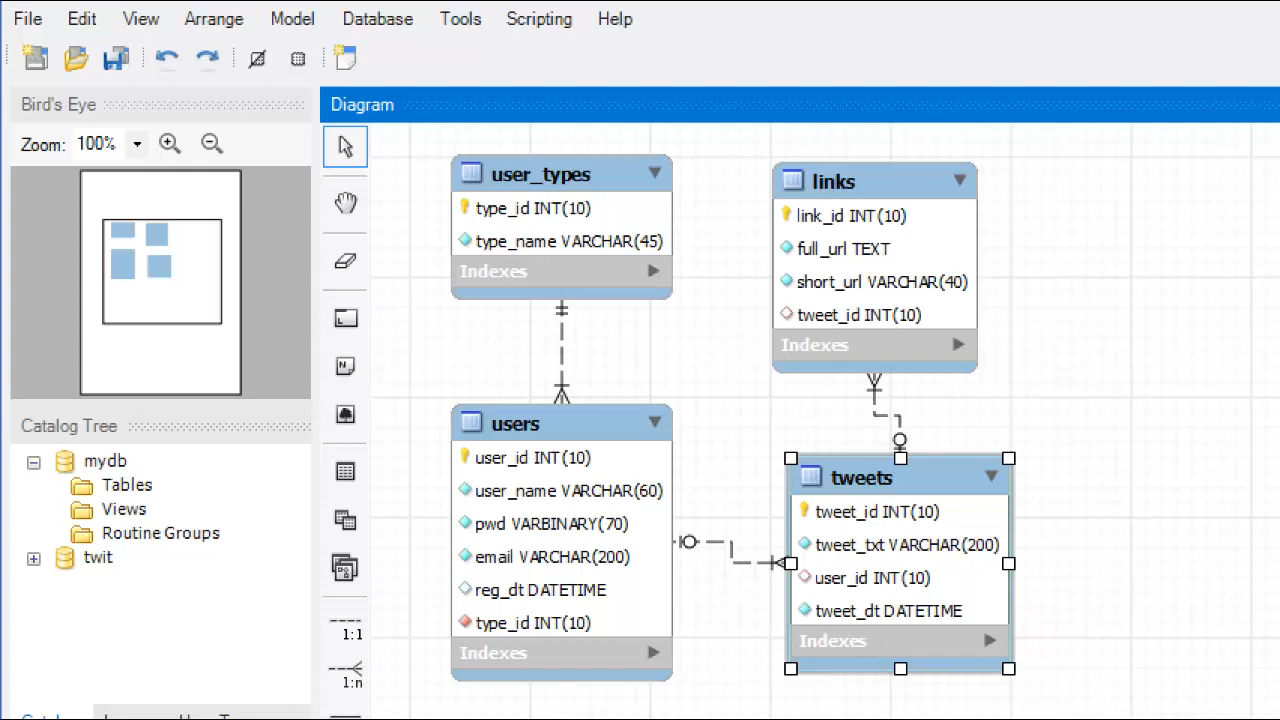 File Edit View Arrange Model Database Tools Scripting Help
Bird's Eye
Zoom: 100%
Catalog Tree
mydb
Tables
Views
Routine Groups
twit
Diagram
N
1:1
1:n
user_types
type_id INT(10)
type_name VARCHAR(45)
Indexes
links
link_id INT(10)
full_url TEXT
short_url VARCHAR(40)
tweet_id INT(10)
Indexes
users
user_id INT(10)
user_name VARCHAR(60)
pwd VARBINARY(70)
email VARCHAR(200)
reg_dt DATETIME
type_id INT(10)
Indexes
tweets
tweet_id INT(10)
tweet_txt VARCHAR(200)
user_id INT(10)
tweet_dt DATETIME
Indexes